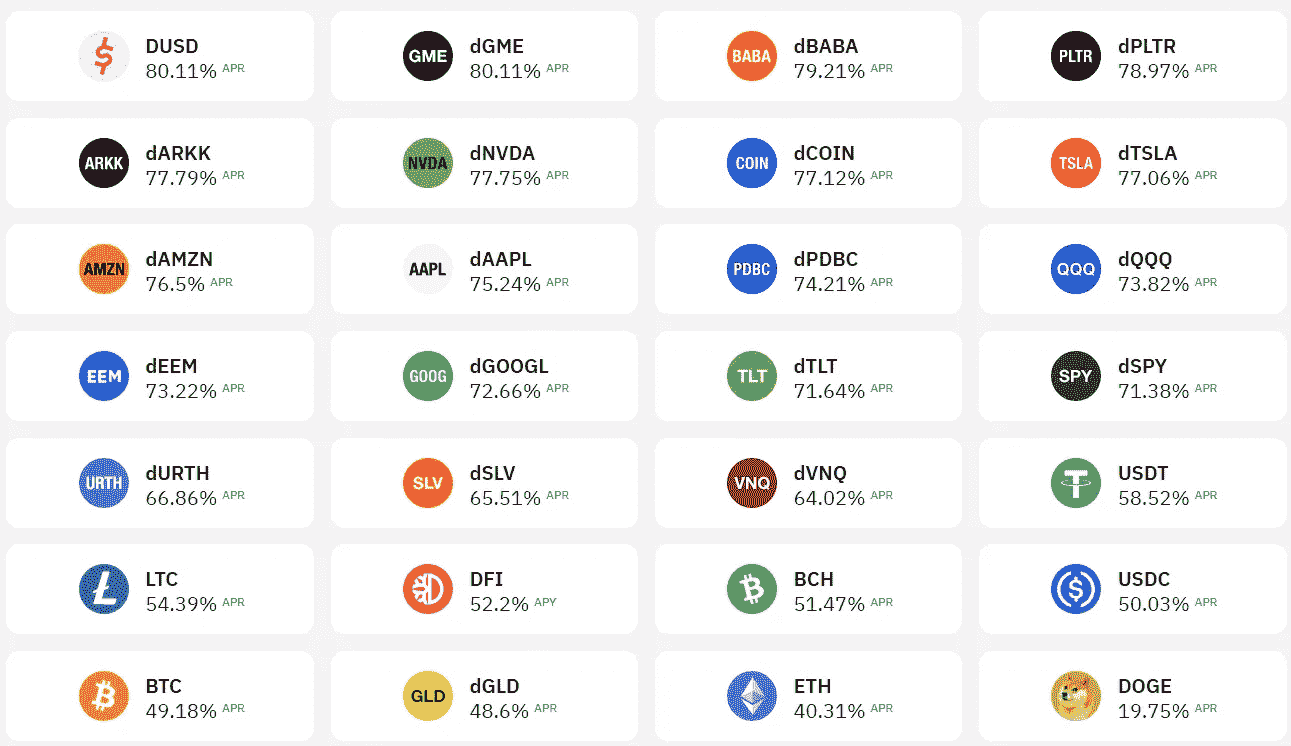 DUSD
80.11% APR
GME
dGME
80.11% APR
BABA
dBABA
79.21% APR
PLTR
dPLTR
78.97% APR
ARKK
dARKK
77.79% APR
NVDA
dNVDA
77.75% APR
COIN
dCOIN
77.12% APR
TSLA
dTSLA
77.06% APR
AMZN
dAMZN
76.5% APR
AAPL
dAAPL
75.24% APR
PDBC
dPDBC
74.21% APR
QQQ
dQQQ
73.82% APR
EEM
dEEM
73.22% APR
GOOG
dGOOGL
72.66% APR
TLT
dTLT
71.64% APR
SPY
dSPY
71.38% APR
URTH
dURTH
66.86% APR
SLV
dSLV
65.51% APR
VNQ
dVNQ
64.02% APR
USDT
58.52% APR
LTC
54.39% APR
DFI
52.2% APY
BCH
51.47% APR
USDC
50.03% APR
BTC
49.18% APR
GLD
dGLD
48.6% APR
ETH
40.31% APR
DOGE
19.75% APR